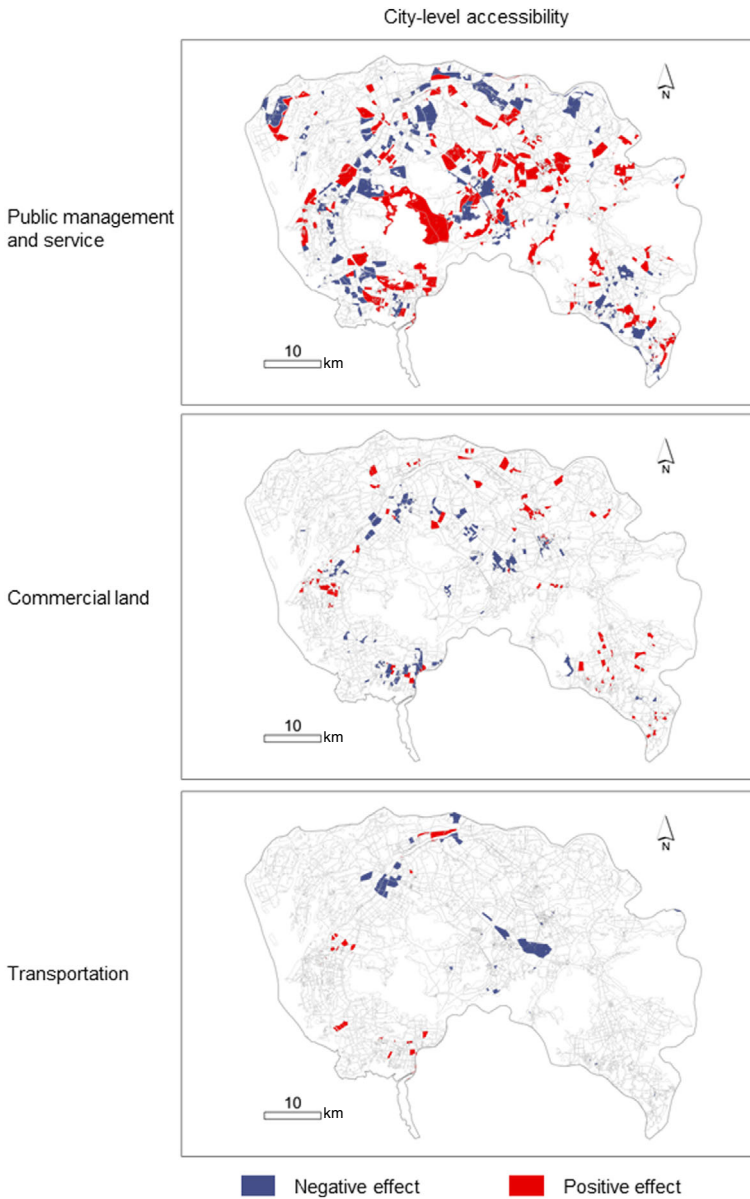 City-level accessibility
N
Public management
and service
10
km
N
Commercial land
10
km
N
Transportation
10
km
Negative effect
Positive effect